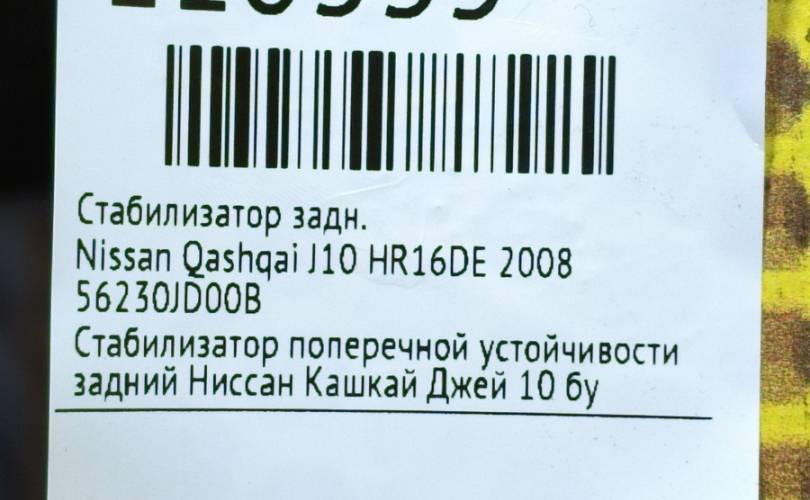 Стабилизатор задн.
Nissan Qashqai J10 HR16DE 2008
56230JD00B
Стабилизатор поперечной устойчивости
задний Ниссан Кашкай Джей 10 бу